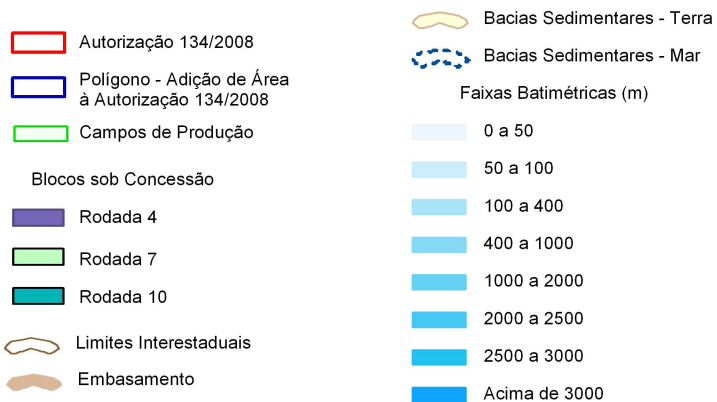 Autorização 134/2008
Polígono - Adição de Área
à Autorização 134/2008
Campos de Produção
Blocos sob Concessão
Rodada 4
Rodada 7
Rodada 10
Limites Interestaduais
Embasamento
Bacias Sedimentares - Terra
Bacias Sedimentares - Mar
Faixas Batimétricas (m)
0 a 50
50 a 100
100 a 400
400 a 1000
1000 a 2000
2000 a 2500
2500 a 3000
Acima de 3000